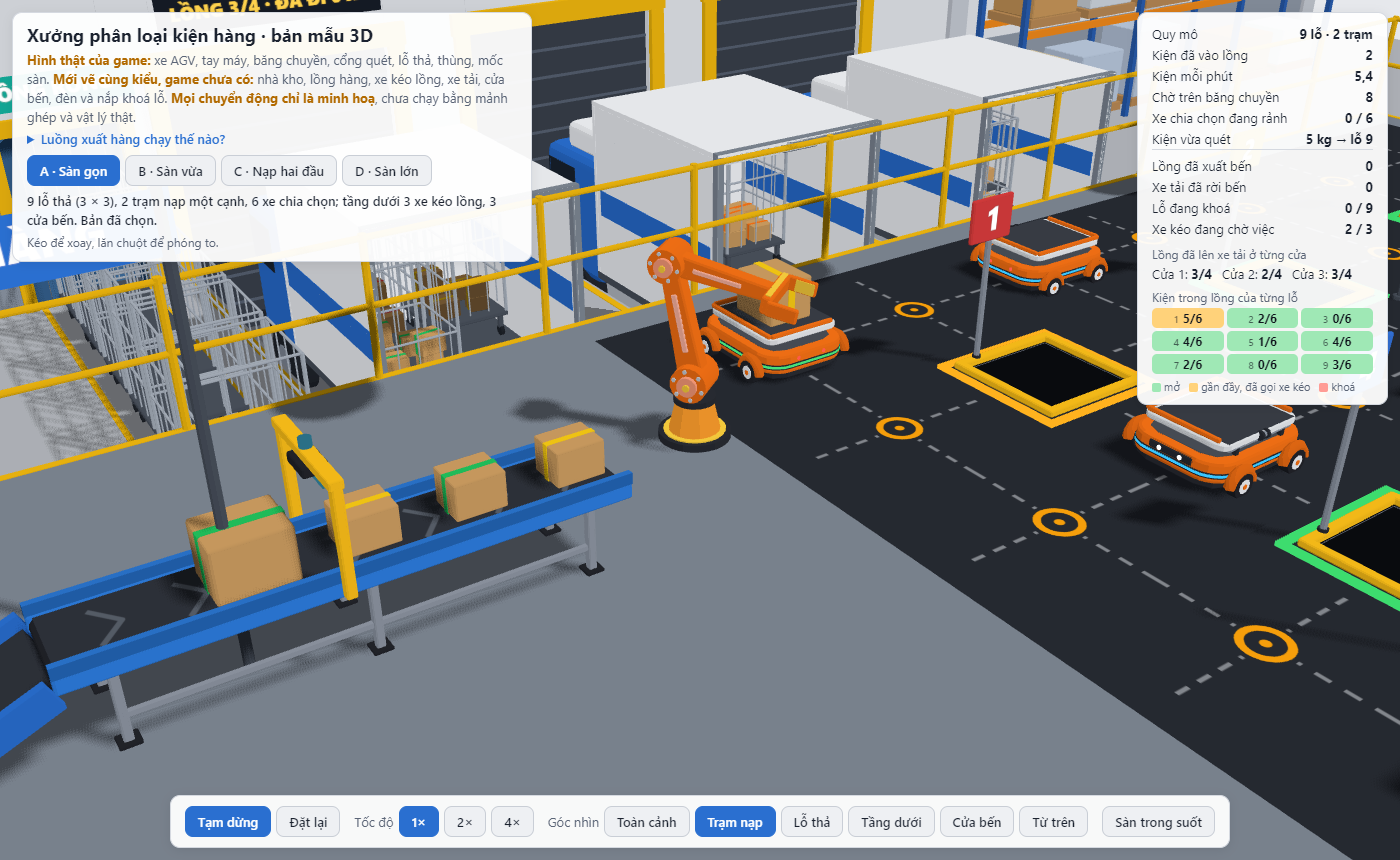 LỒNG 3/4 · ĐÃ ĐI
Xưởng phân loại kiện hàng · bản mẫu 3D
Hình thật của game: xe AGV, tay máy, băng chuyền, cổng quét, lỗ thả, thùng, mốc
sàn. Mới vẽ cùng kiểu, game chưa có: nhà kho, lồng hàng, xe kéo lồng, xe tải, cửa
bến, đèn và nắp khoá lỗ. Mọi chuyển động chỉ là minh hoạ, chưa chạy bằng mảnh
ghép và vật lý thật.
▶ Luồng xuất hàng chạy thế nào?
A · Sàn gọn B · Sàn vừa C · Nạp hai đầu D · Sàn lớn
9 lỗ thả (3 × 3), 2 trạm nạp một cạnh, 6 xe chia chọn; tầng dưới 3 xe kéo lồng, 3
cửa bến. Bản đã chọn.
Kéo để xoay, lăn chuột để phóng to.
Quy mô 9 lỗ · 2 trạm
Kiện đã vào lồng 2
Kiện mỗi phút 5,4
Chờ trên băng chuyền 8
Xe chia chọn đang rảnh 0 / 6
Kiện vừa quét 5 kg → lỗ 9
Lồng đã xuất bến 0
Xe tải đã rời bến 0
Lỗ đang khoá 0 / 9
Xe kéo đang chờ việc 2 / 3
Lồng đã lên xe tải ở từng cửa
Cửa 1: 3/4 Cửa 2: 2/4 Cửa 3: 3/4
Kiện trong lồng của từng lỗ
1 5/6 2 2/6 3 0/6
4 4/6 5 1/6 6 4/6
7 2/6 8 0/6 9 3/6
mở gần đầy, đã gọi xe kéo khoá
1
Tạm dừng Đặt lại Tốc độ 1× 2× 4× Góc nhìn Toàn cảnh Trạm nạp Lỗ thả Tầng dưới Cửa bến Từ trên Sàn trong suốt